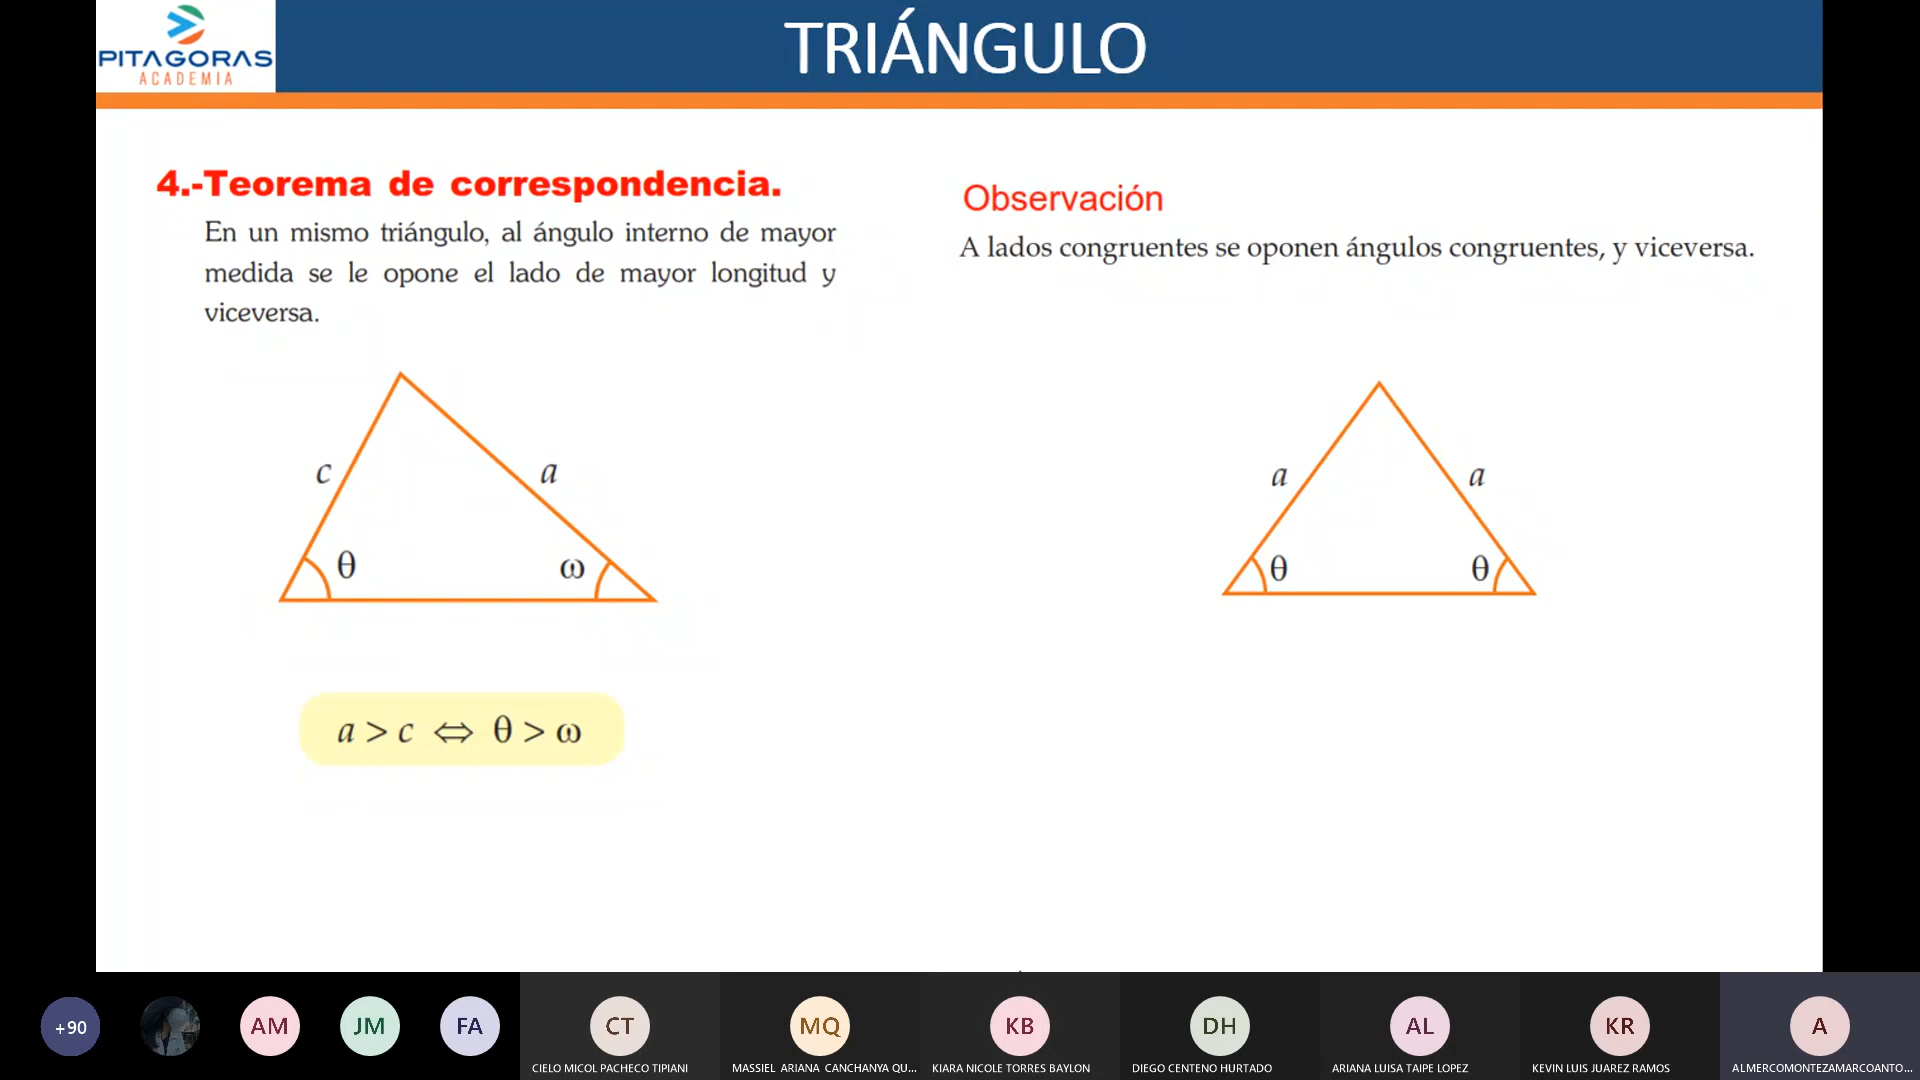 PITAGORAS
ACADEMIA
TRIÁNGULO
4.-Teorema de correspondencia.
En un mismo triángulo, al ángulo interno de mayor
medida se le opone el lado de mayor longitud y
viceversa.
c
a
θ
ω
a > c ⇔ θ > ω
Observación
A lados congruentes se oponen ángulos congruentes, y viceversa.
a
a
θ
θ
+90
AM
JM
FA
CT
MQ
KB
DH
AL
KR
A
CIELO MICOL PACHECO TIPIANI
MASSIEL ARIANA CANCHANYA QU...
KIARA NICOLE TORRES BAYLON
DIEGO CENTENO HURTADO
ARIANA LUISA TAIPE LOPEZ
KEVIN LUIS JUAREZ RAMOS
ALMERCOMONTEZAMARCOANTO...